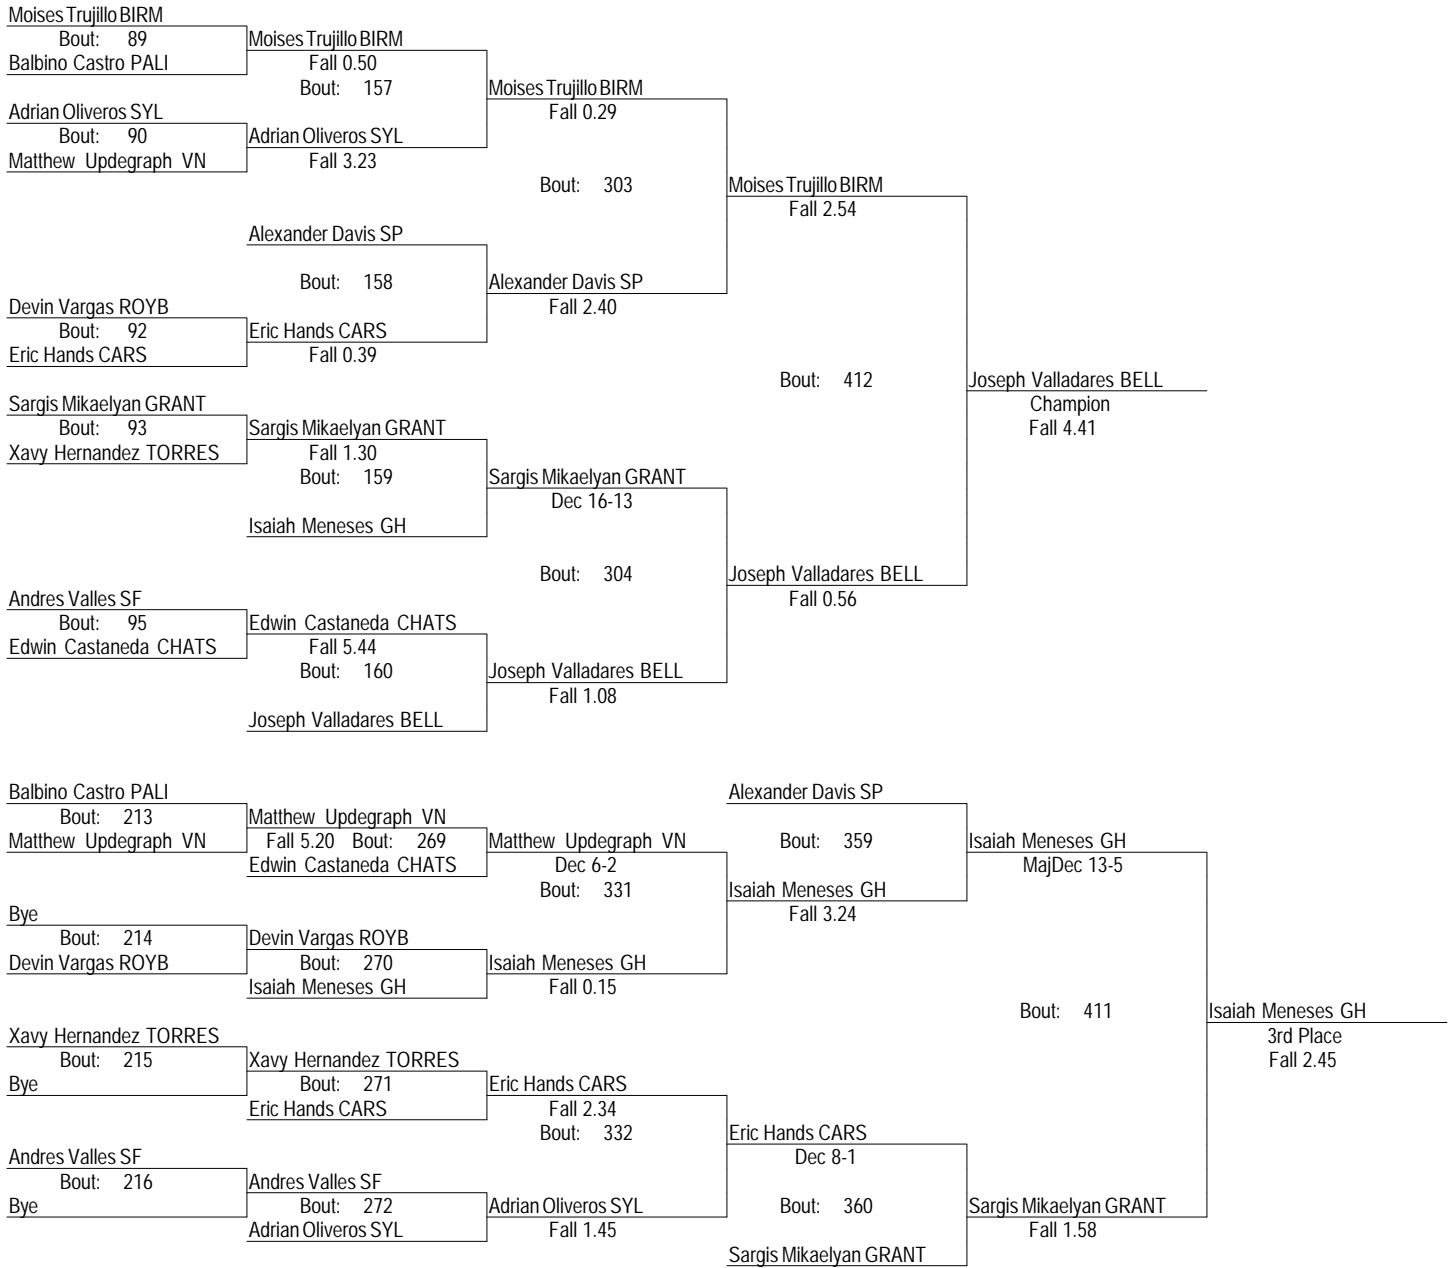 Moises Trujillo BIRM
Bout: 89
Moises Trujillo BIRM
Balbino Castro PALI
Fall 0.50
Bout: 157
Moises Trujillo BIRM
Adrian Oliveros SYL
Fall 0.29
Bout: 90
Adrian Oliveros SYL
Matthew Updegraph VN
Fall 3.23
Bout: 303
Moises Trujillo BIRM
Fall 2.54
Alexander Davis SP
Bout: 158
Alexander Davis SP
Devin Vargas ROYB
Fall 2.40
Bout: 92
Eric Hands CARS
Eric Hands CARS
Fall 0.39
Bout: 412
Joseph Valladares BELL
Sargis Mikaelyan GRANT
Champion
Bout: 93
Sargis Mikaelyan GRANT
Fall 4.41
Xavy Hernandez TORRES
Fall 1.30
Bout: 159
Sargis Mikaelyan GRANT
Dec 16-13
Isaiah Meneses GH
Bout: 304
Joseph Valladares BELL
Andres Valles SF
Fall 0.56
Bout: 95
Edwin Castaneda CHATS
Edwin Castaneda CHATS
Fall 5.44
Bout: 160
Joseph Valladares BELL
Fall 1.08
Joseph Valladares BELL
Balbino Castro PALI
Alexander Davis SP
Bout: 213
Matthew Updegraph VN
Matthew Updegraph VN
Fall 5.20 Bout: 269
Matthew Updegraph VN
Bout: 359
Isaiah Meneses GH
Edwin Castaneda CHATS
Dec 6-2
MajDec 13-5
Bout: 331
Isaiah Meneses GH
Bye
Fall 3.24
Bout: 214
Devin Vargas ROYB
Devin Vargas ROYB
Bout: 270
Isaiah Meneses GH
Isaiah Meneses GH
Fall 0.15
Bout: 411
Isaiah Meneses GH
Xavy Hernandez TORRES
3rd Place
Bout: 215
Xavy Hernandez TORRES
Fall 2.45
Bye
Bout: 271
Eric Hands CARS
Eric Hands CARS
Fall 2.34
Bout: 332
Eric Hands CARS
Andres Valles SF
Dec 8-1
Bout: 216
Andres Valles SF
Bye
Bout: 272
Adrian Oliveros SYL
Bout: 360
Sargis Mikaelyan GRANT
Adrian Oliveros SYL
Fall 1.45
Fall 1.58
Sargis Mikaelyan GRANT